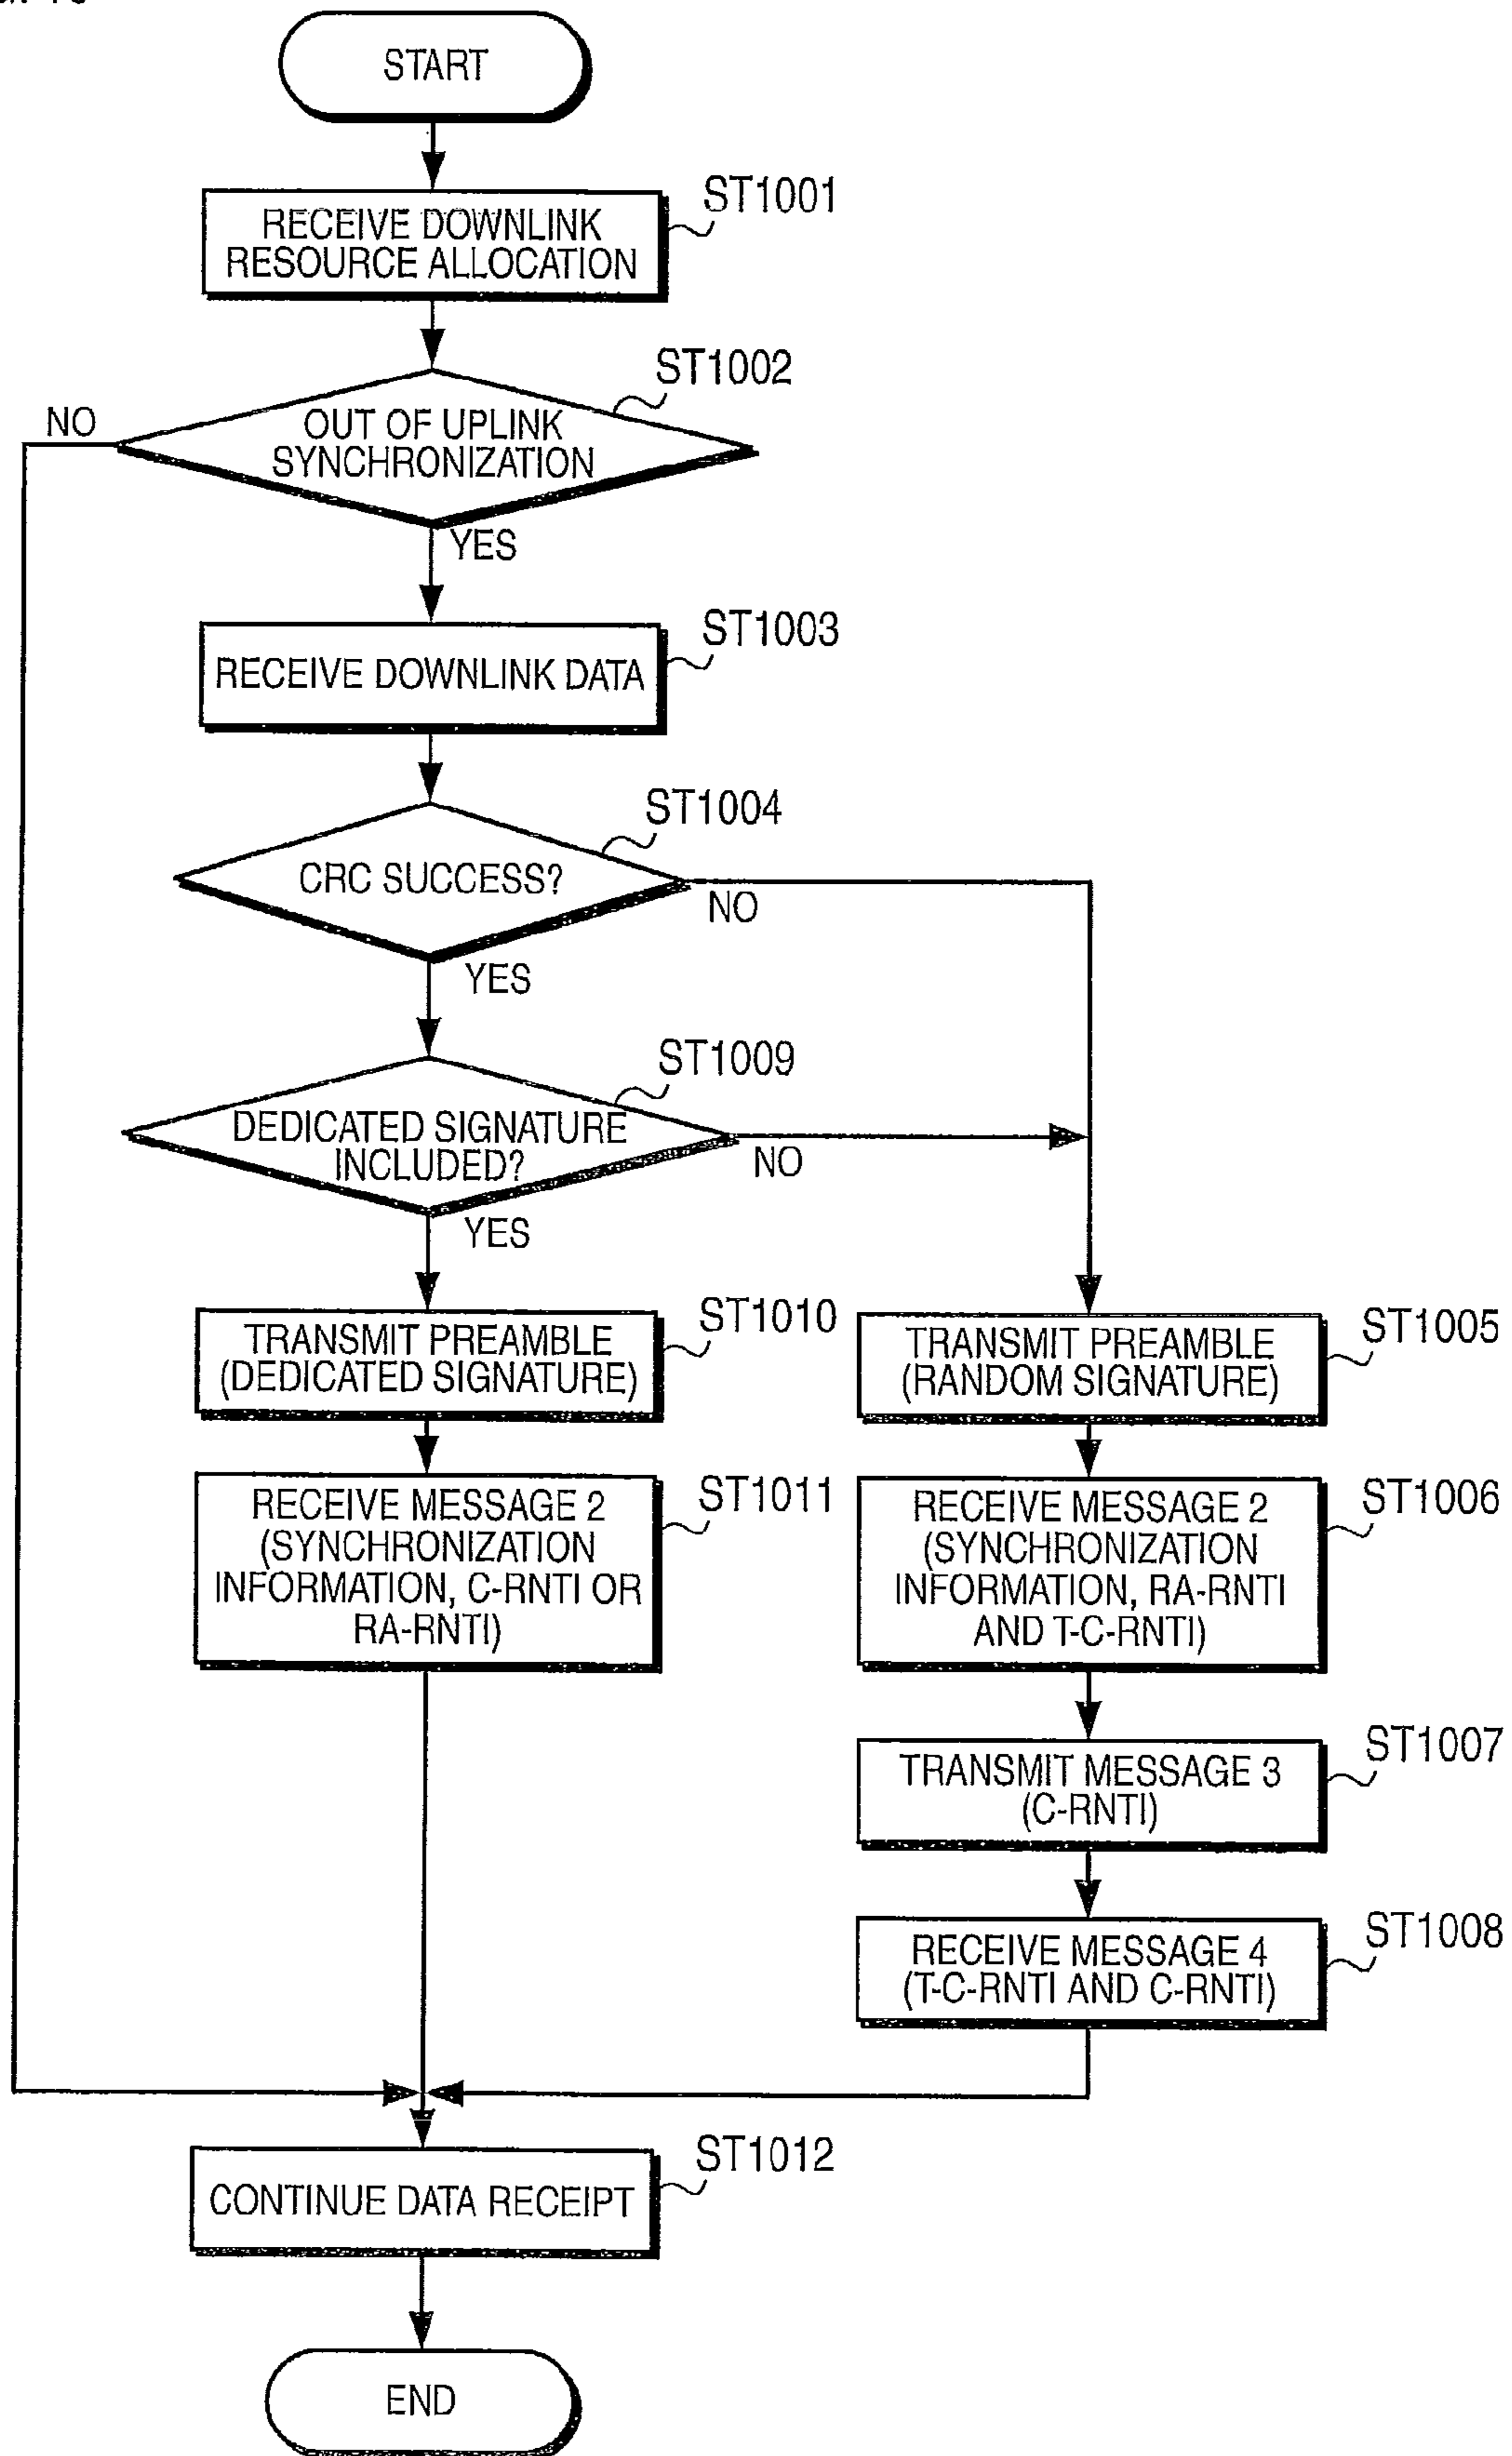 START
RECEIVE DOWNLINK
RESOURCE ALLOCATION
ST1001
ST1002
NO
OUT OF UPLINK
SYNCHRONIZATION
YES
RECEIVE DOWNLINK DATA
ST1003
ST1004
CRC SUCCESS?
NO
YES
ST1009
DEDICATED SIGNATURE
INCLUDED?
NO
YES
TRANSMIT PREAMBLE
(DEDICATED SIGNATURE)
ST1010
TRANSMIT PREAMBLE
(RANDOM SIGNATURE)
ST1005
RECEIVE MESSAGE 2
(SYNCHRONIZATION
INFORMATION, C-RNTI OR
RA-RNTI)
ST1011
RECEIVE MESSAGE 2
(SYNCHRONIZATION
INFORMATION, RA-RNTI
AND T-C-RNTI)
ST1006
TRANSMIT MESSAGE 3
(C-RNTI)
ST1007
RECEIVE MESSAGE 4
(T-C-RNTI AND C-RNTI)
ST1008
CONTINUE DATA RECEIPT
ST1012
END